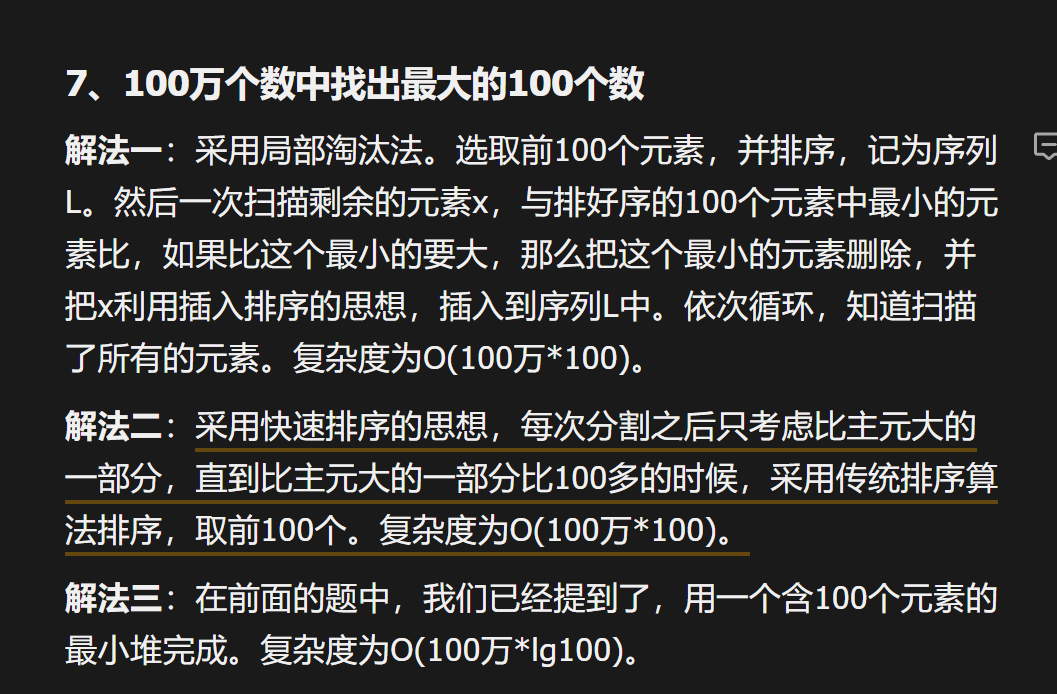 7、100万个数中找出最大的100个数
解法一：采用局部淘汰法。选取前100个元素，并排序，记为序列
L。然后一次扫描剩余的元素x，与排好序的100个元素中最小的元
素比，如果比这个最小的要大，那么把这个最小的元素删除，并
把x利用插入排序的思想，插入到序列L中。依次循环，知道扫描
了所有的元素。复杂度为O(100万*100)。
解法二：采用快速排序的思想，每次分割之后只考虑比主元大的
一部分，直到比主元大的一部分比100多的时候，采用传统排序算
法排序，取前100个。复杂度为O(100万*100)。
解法三：在前面的题中，我们已经提到了，用一个含100个元素的
最小堆完成。复杂度为O(100万*lg100)。